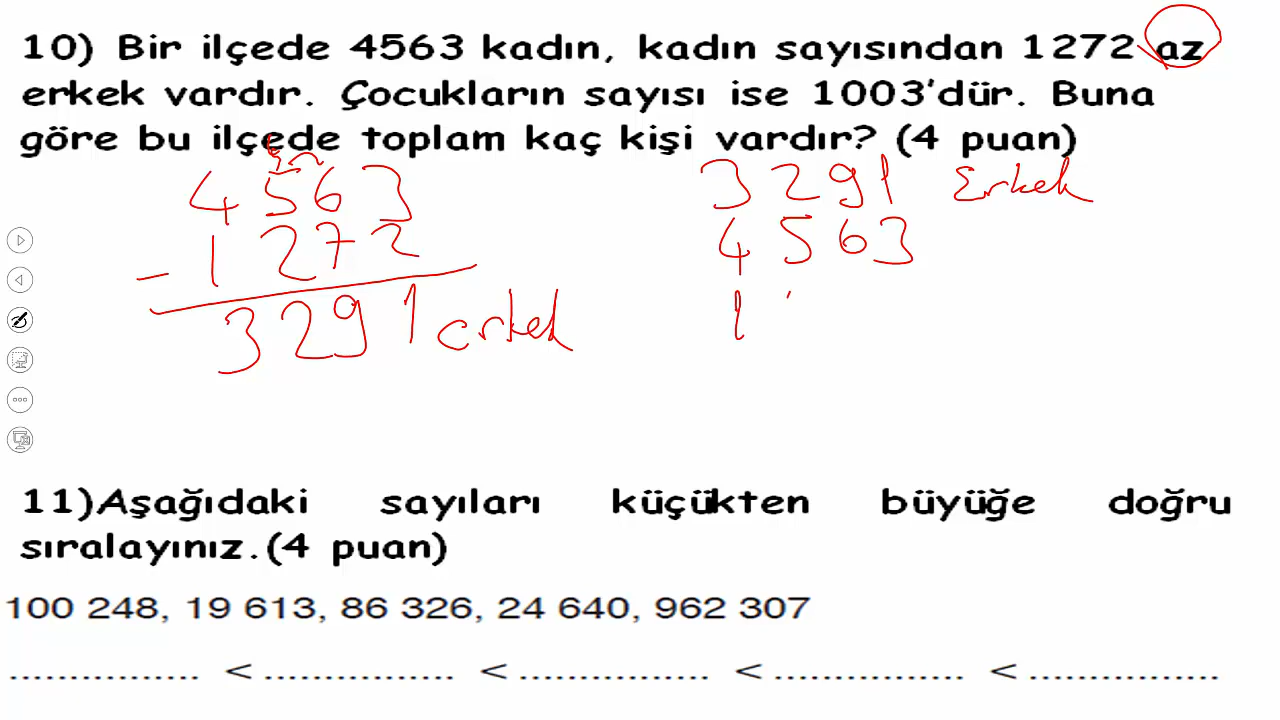 10) Bir ilçede 4563 kadın, kadın sayısından 1272 az
erkek vardır. Çocukların sayısı ise 1003'dür. Buna
göre bu ilçede toplam kaç kişi vardır? (4 puan)
4563
- 1272
3291 erkek
3291 Erkek
4563
1
11)Aşağıdaki sayıları küçükten büyüğe doğru
sıralayınız.(4 puan)
100 248, 19 613, 86 326, 24 640, 962 307
................ < ................ < ................ < ................ < ................